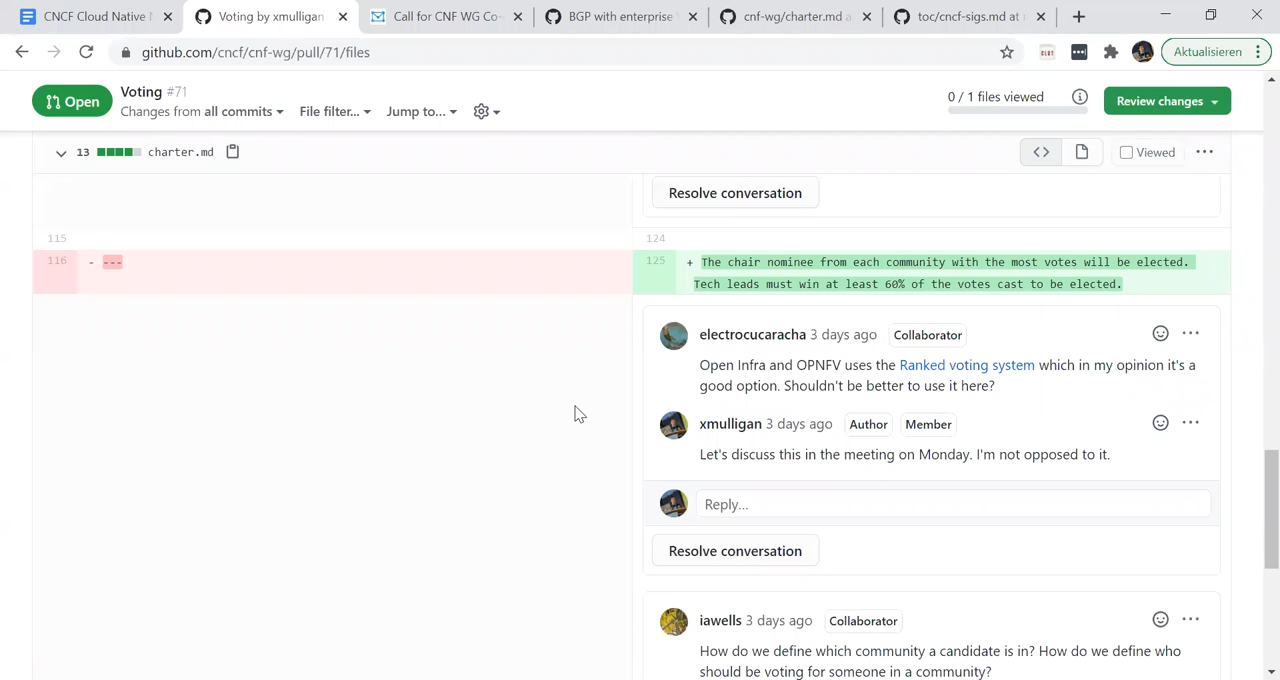 CNCF Cloud Native
Voting by xmulligan
Call for CNF WG Co-
BGP with enterprise
cnf-wg/charter.md a
toc/cncf-sigs.md at
github.com/cncf/cnf-wg/pull/71/files
Aktualisieren
Open
Voting #71
Changes from all commits
File filter...
Jump to...
0 / 1 files viewed
Review changes
13
charter.md
Viewed
Resolve conversation
115
124
116 - ---
125 + The chair nominee from each community with the most votes will be elected.
Tech leads must win at least 60% of the votes cast to be elected.
electrocucaracha 3 days ago Collaborator
Open Infra and OPNFV uses the Ranked voting system which in my opinion it's a
good option. Shouldn't be better to use it here?
xmulligan 3 days ago Author Member
Let's discuss this in the meeting on Monday. I'm not opposed to it.
Reply...
Resolve conversation
iawells 3 days ago Collaborator
How do we define which community a candidate is in? How do we define who
should be voting for someone in a community?